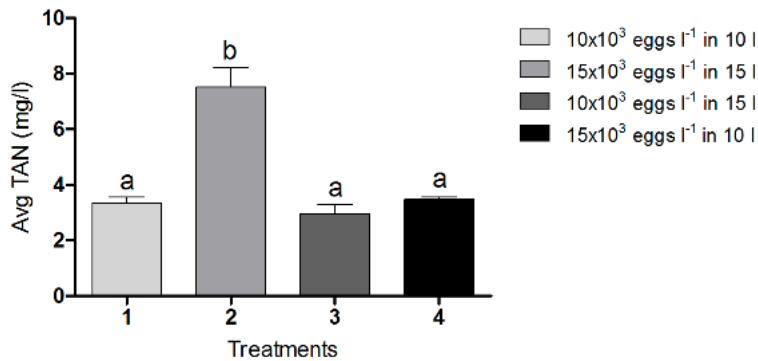 10
8
6
4
2
0
Avg TAN (mg/l)
a
b
a
a
1 2 3 4
Treatments
10x10³ eggs l⁻¹ in 10 l
15x10³ eggs l⁻¹ in 15 l
10x10³ eggs l⁻¹ in 15 l
15x10³ eggs l⁻¹ in 10 l